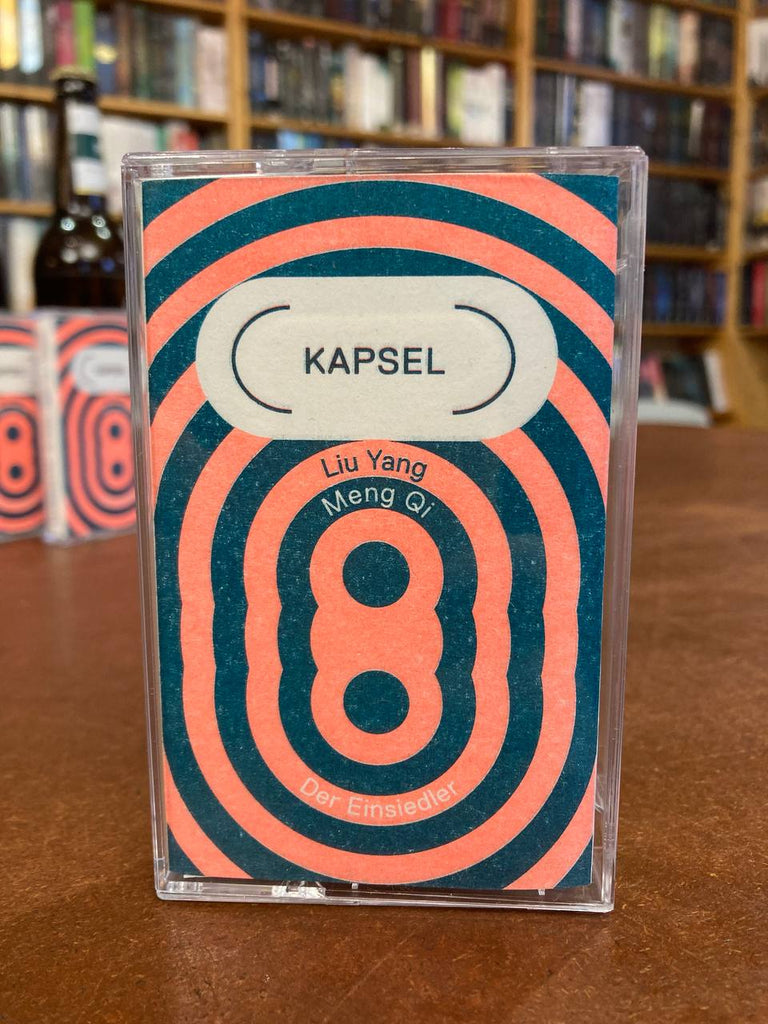 KAPSEL
Liu Yang
Meng Qi
Der Einsiedler